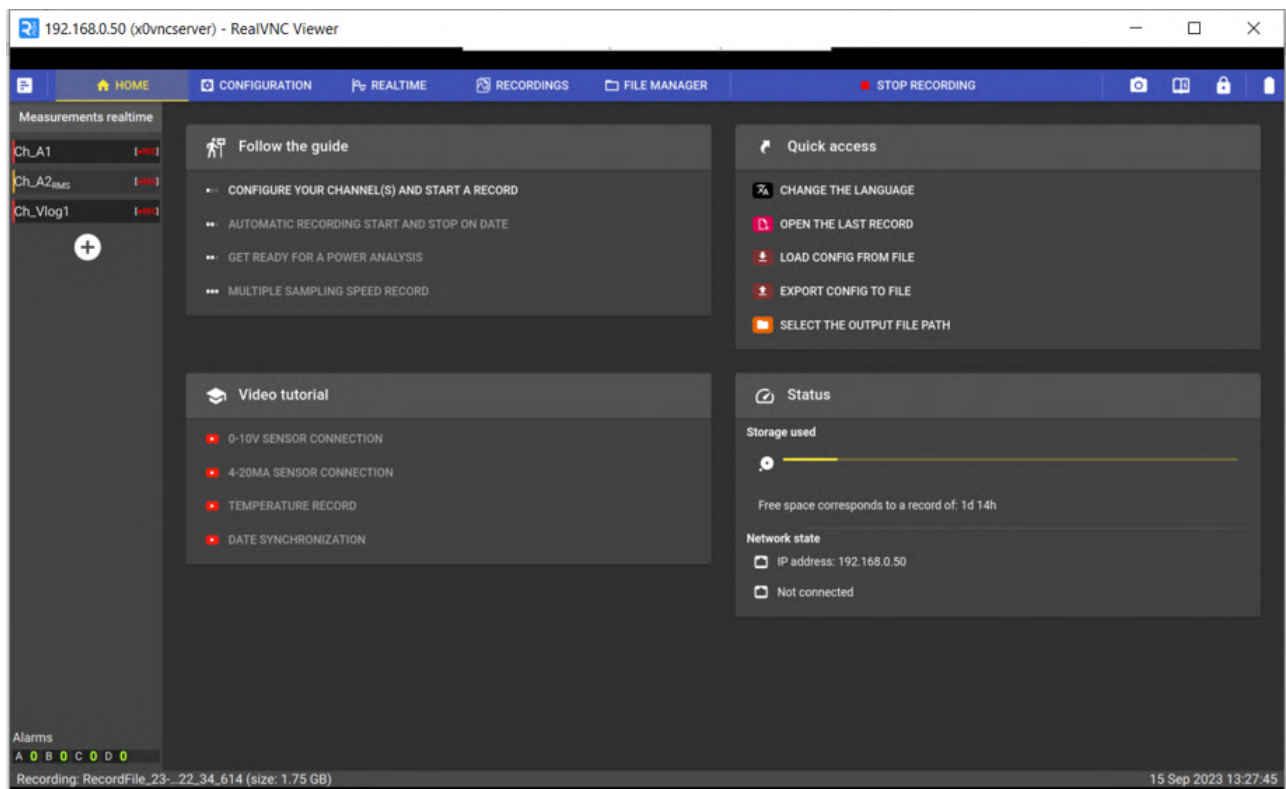 192.168.0.50 (x0vncserver) - RealVNC Viewer
HOME CONFIGURATION REALTIME RECORDINGS FILE MANAGER STOP RECORDING
Measurements realtime
Ch_A1
Ch_A2RMS
Ch_Vlog1
Follow the guide
CONFIGURE YOUR CHANNEL(S) AND START A RECORD
AUTOMATIC RECORDING START AND STOP ON DATE
GET READY FOR A POWER ANALYSIS
MULTIPLE SAMPLING SPEED RECORD
Quick access
CHANGE THE LANGUAGE
OPEN THE LAST RECORD
LOAD CONFIG FROM FILE
EXPORT CONFIG TO FILE
SELECT THE OUTPUT FILE PATH
Video tutorial
0-10V SENSOR CONNECTION
4-20MA SENSOR CONNECTION
TEMPERATURE RECORD
DATE SYNCHRONIZATION
Status
Storage used
Free space corresponds to a record of: 1d 14h
Network state
IP address: 192.168.0.50
Not connected
Alarms
A 0 B 0 C 0 D 0
Recording: RecordFile_23-...22_34_614 (size: 1.75 GB)
15 Sep 2023 13:27:45